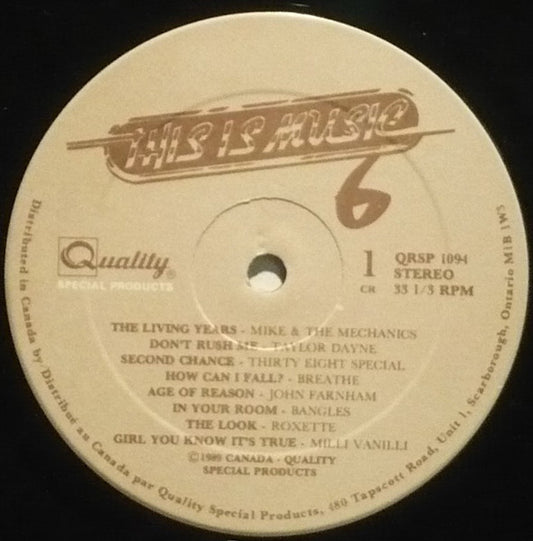 THIS IS MUSIC
6
Quality®
SPECIAL PRODUCTS
1
CR
QRSP 1094
STEREO
33 1/3 RPM
THE LIVING YEARS - MIKE & THE MECHANICS
DON'T RUSH ME - TAYLOR DAYNE
SECOND CHANCE - THIRTY EIGHT SPECIAL
HOW CAN I FALL? - BREATHE
AGE OF REASON - JOHN FARNHAM
IN YOUR ROOM - BANGLES
THE LOOK - ROXETTE
GIRL YOU KNOW IT'S TRUE - MILLI VANILLI
©1989 CANADA - QUALITY
SPECIAL PRODUCTS
Distributed in Canada by Distribué au Canada par Quality Special Products, 480 Tapscott Road, Unit 1, Scarborough, Ontario M1B 1W3